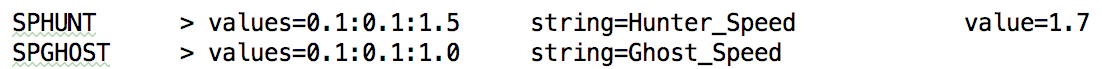 SPHUNT > values=0.1:0.1:1.5 string=Hunter_Speed value=1.7
SPGHOST > values=0.1:0.1:1.0 string=Ghost_Speed